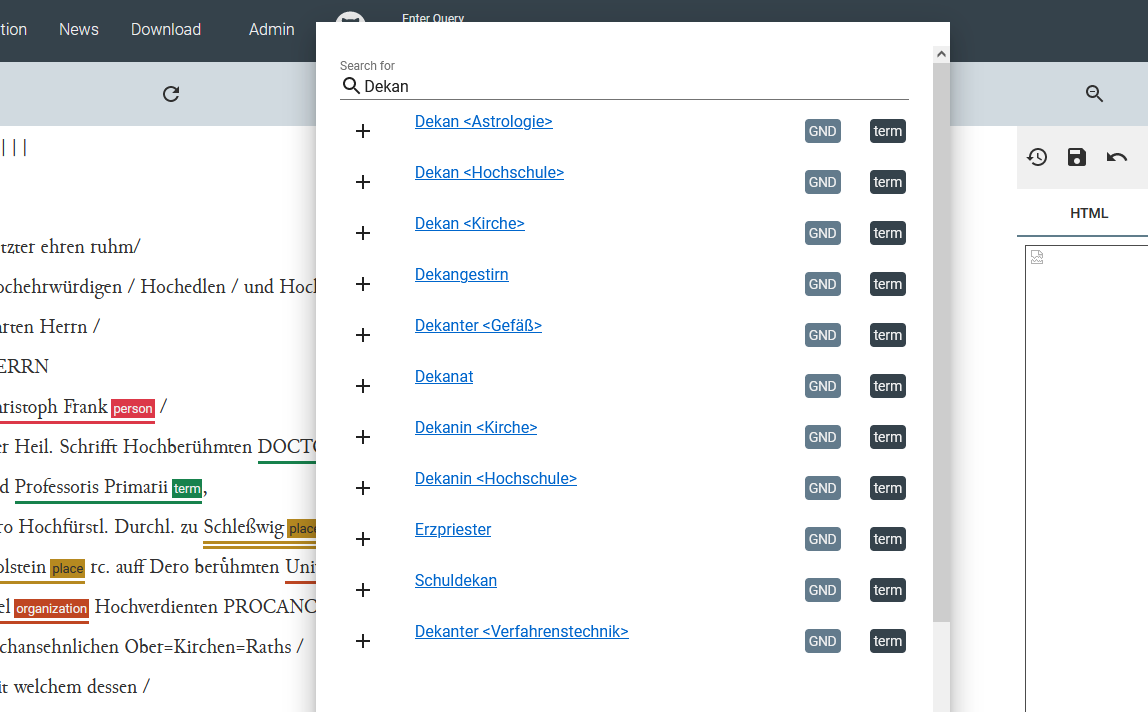 tion News Download Admin Enter Query
Search for
Dekan
| | |
Dekan <Astrologie> GND term
Dekan <Hochschule> GND term
Dekan <Kirche> GND term
Dekangestirn GND term
Dekanter <Gefäß> GND term
Dekanat GND term
Dekanin <Kirche> GND term
Dekanin <Hochschule> GND term
Erzpriester GND term
Schuldekan GND term
Dekanter <Verfahrenstechnik> GND term
tzter ehren ruhm/
ochehrwürdigen / Hochedlen / und Hoch
rten Herrn /
ERRN
hristoph Frank person /
er Heil. Schrifft Hochberühmten DOCTO
d Professoris Primarii term,
ro Hochfürstl. Durchl. zu Schleßwig place
olstein place rc. auff Dero beruͤhmten Uni
el organization Hochverdienten PROCANC
chansehnlichen Ober=Kirchen=Raths /
it welchem dessen /
HTML